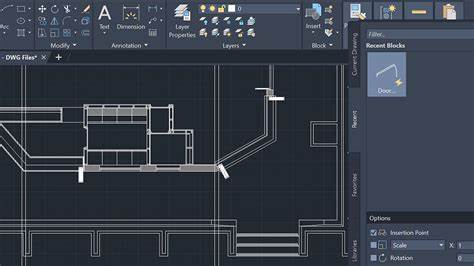 Text
Dimension
Layer
Properties
Insert
Modify
Annotation
Layers
Block
- DWG Files*
Filter...
Recent Blocks
Door...
Current Drawing
Recent
Favorites
Libraries
Options
Insertion Point
Scale
X: 1
Rotation
0